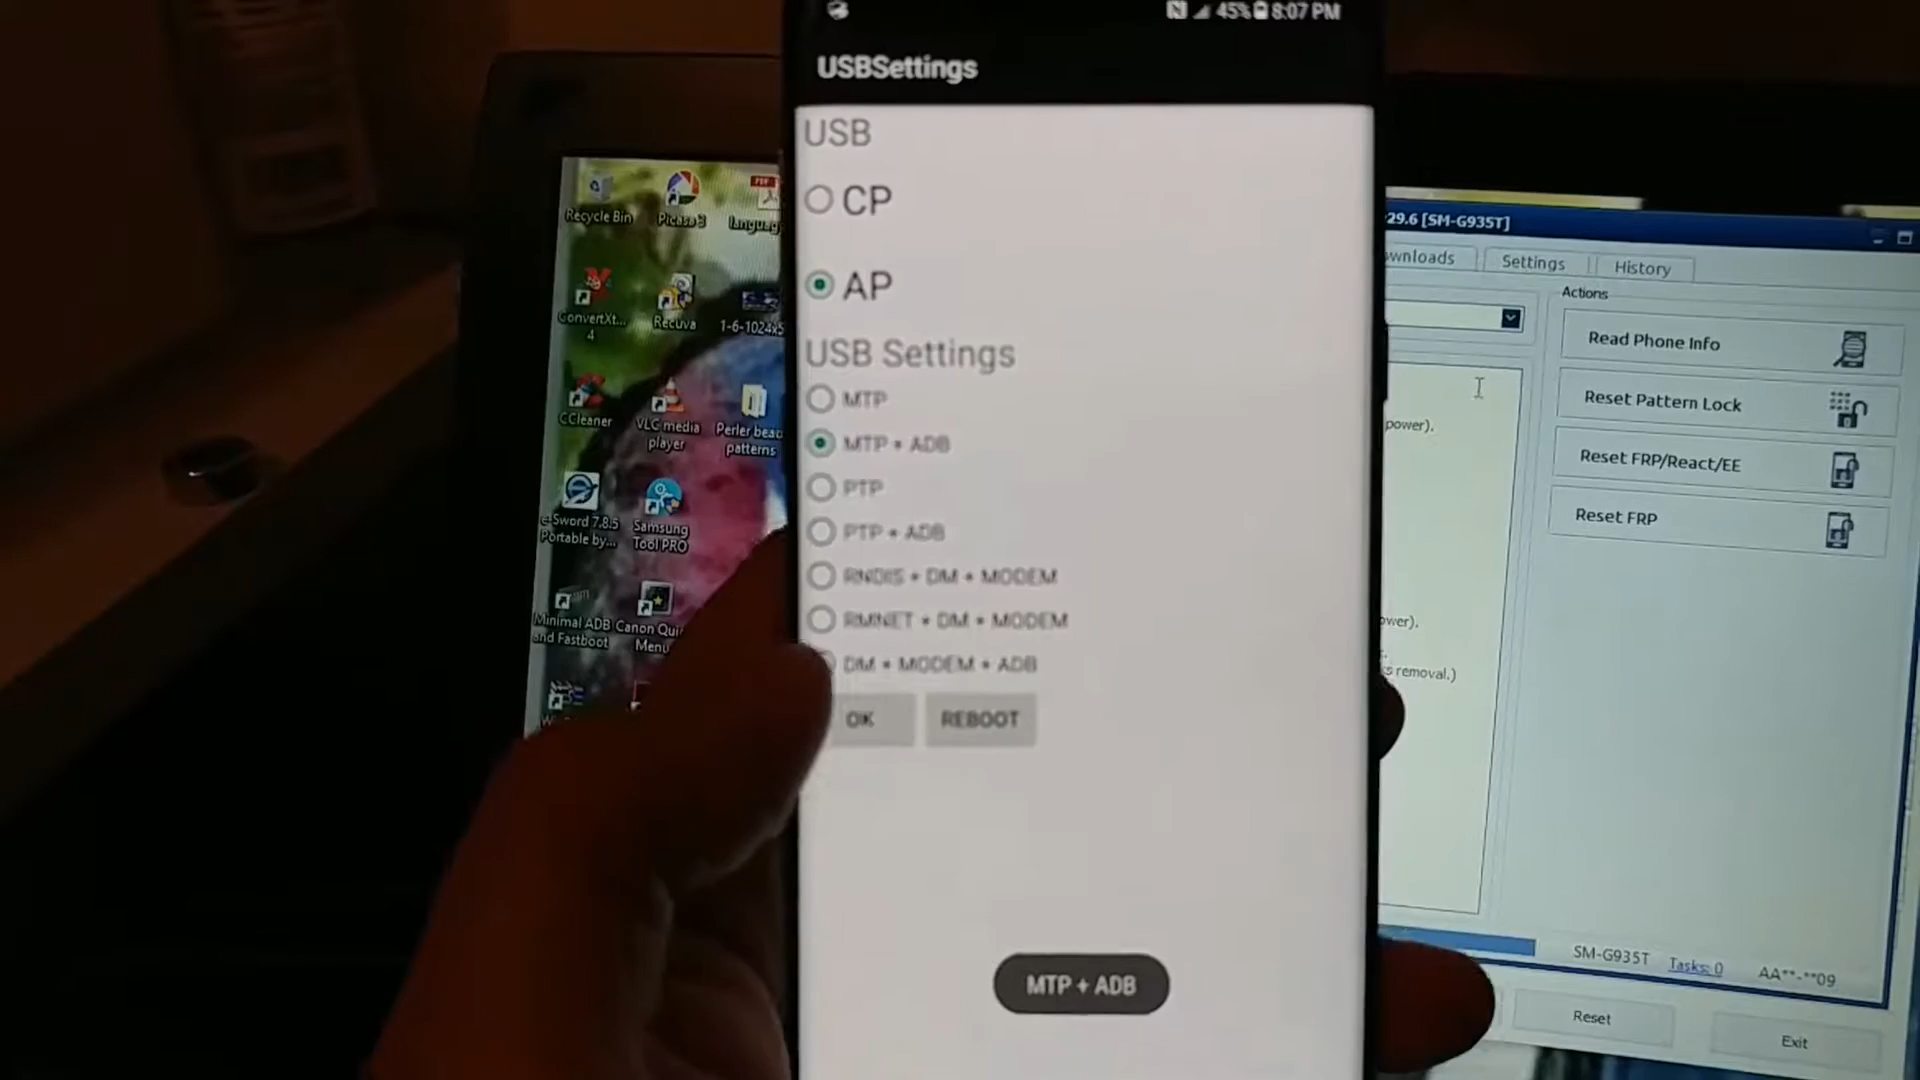 45% 8:07 PM
USBSettings
USB
CP
AP
USB Settings
MTP
MTP + ADB
PTP
PTP + ADB
RNDIS + DM + MODEM
RMNET + DM + MODEM
DM + MODEM + ADB
OK REBOOT
MTP + ADB
Recycle Bin
Picasa 3
PDF
ConvertXt...
4
Recuva
1-6-1024x5
CCleaner
VLC media
player
Perler bead
patterns
e-Sword 7.8.5
Portable by...
Samsung
Tool PRO
Minimal ADB
and Fastboot
Canon Qui
Menu
29.6 [SM-G935T]
wnloads Settings History
Actions
Read Phone Info
Reset Pattern Lock
Reset FRP/React/EE
Reset FRP
power).
ower).
s removal.)
SM-G935T Tasks: 0 AA**-**09
Reset Exit